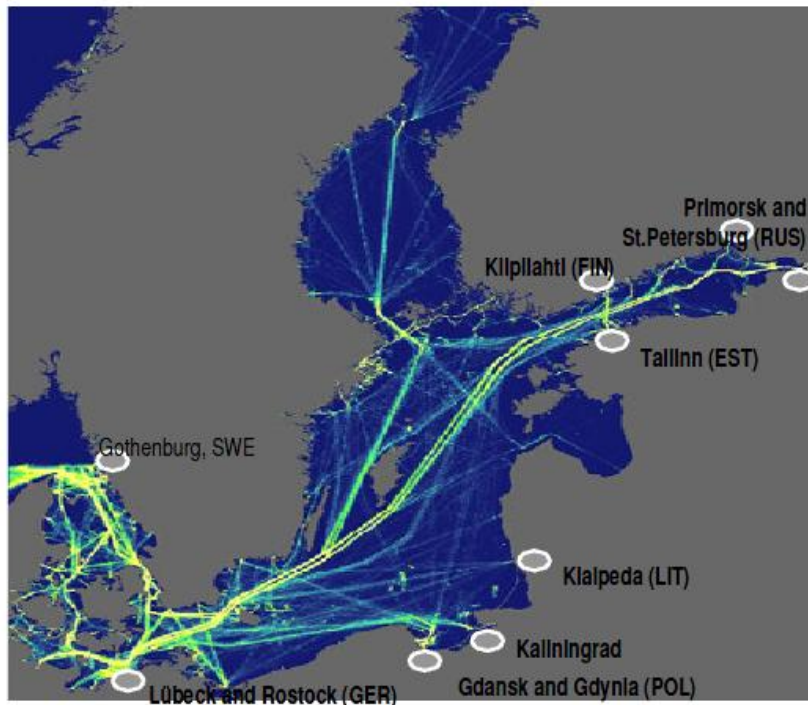 Primorsk and
St.Petersburg (RUS)
Kilpilahti (FIN)
Tallinn (EST)
Gothenburg, SWE
Klaipeda (LIT)
Kaliningrad
Gdansk and Gdynia (POL)
Lübeck and Rostock (GER)